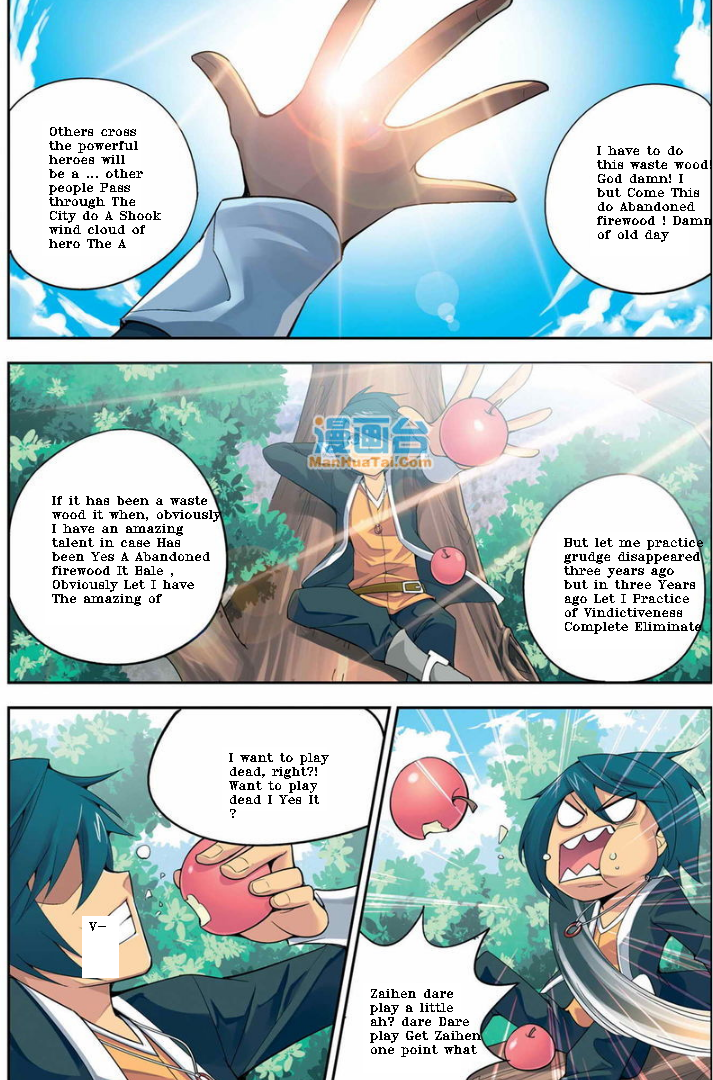 Others cross
the powerful
heroes will
be a ... other
people Pass
through The
City do A Shook
wind cloud of
hero The A
I have to do
this waste wood!
God damn! I
but Come This
do Abandoned
firewood ! Damn
of old day
漫画台
ManHuaTai.Com
If it has been a waste
wood it when, obviously
I have an amazing
talent in case Has
been Yes A Abandoned
firewood It Bale ,
Obviously Let I have
The amazing of
But let me practice
grudge disappeared
three years ago
but in three Years
ago Let I Practice
of Vindictiveness
Complete Eliminate
I want to play
dead, right?!
Want to play
dead I Yes It
?
V-
Zaihen dare
play a little
ah? dare Dare
play Get Zaihen
one point what